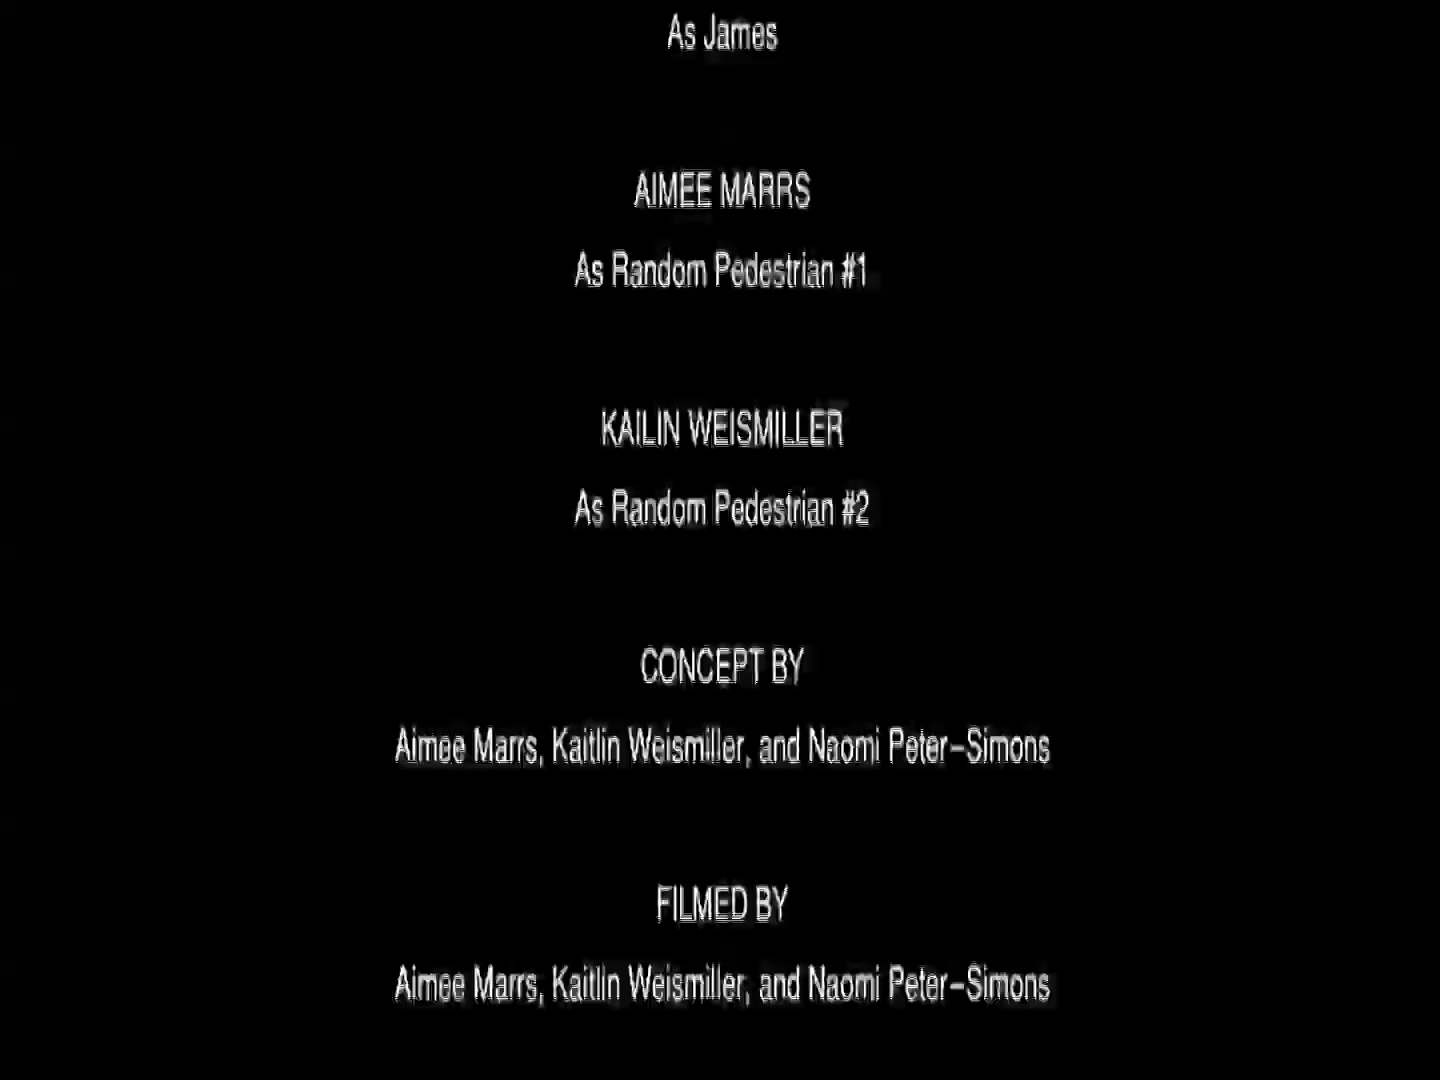 As James
AIMEE MARRS
As Random Pedestrian #1
KAILIN WEISMILLER
As Random Pedestrian #2
CONCEPT BY
Aimee Marrs, Kaitlin Weismiller, and Naomi Peter-Simons
FILMED BY
Aimee Marrs, Kaitlin Weismiller, and Naomi Peter-Simons